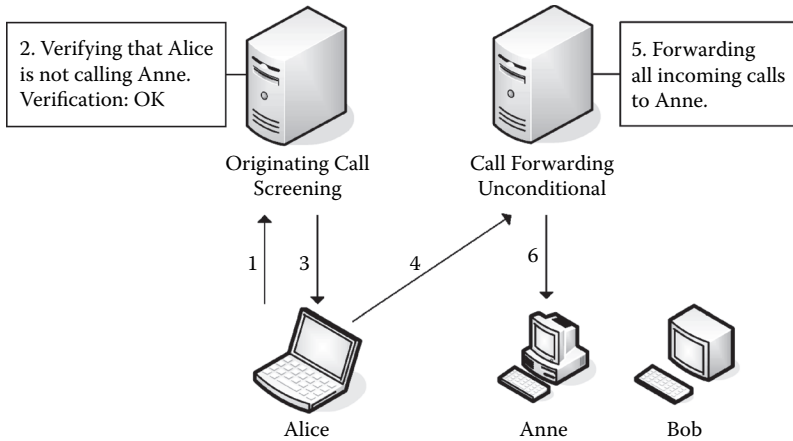 2. Verifying that Alice
is not calling Anne.
Verification: OK
5. Forwarding
all incoming calls
to Anne.
Originating Call
Screening
Call Forwarding
Unconditional
1
3
4
6
Alice
Anne
Bob